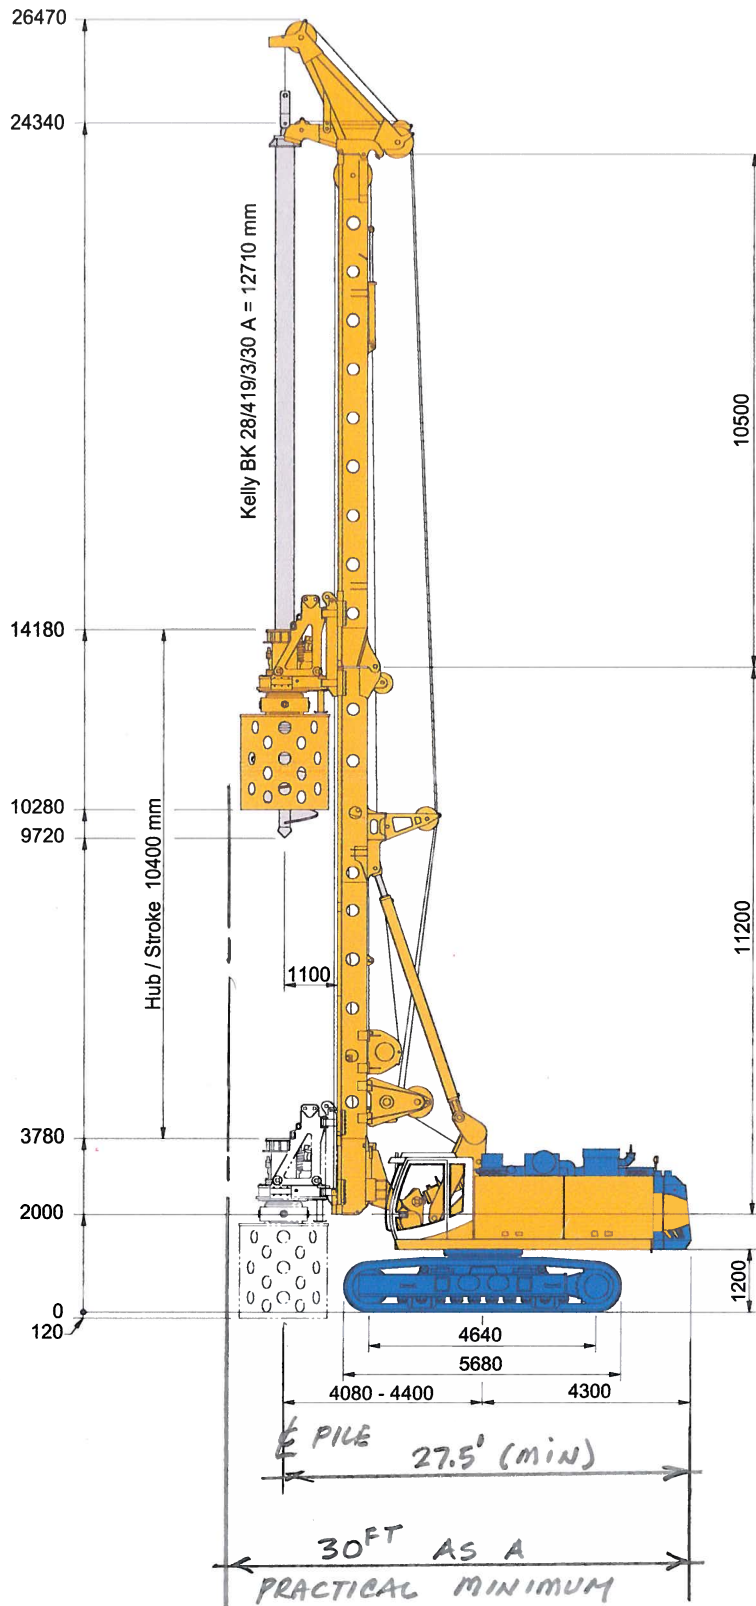 26470
24340
Kelly BK 28/419/3/30 A = 12710 mm
10500
14180
10280
9720
Hub / Stroke 10400 mm
11200
1100
3780
2000
1200
0
120
4640
5680
4080 - 4400
4300
℄ PILE
27.5' (MIN)
30FT AS A
PRACTICAL MINIMUM